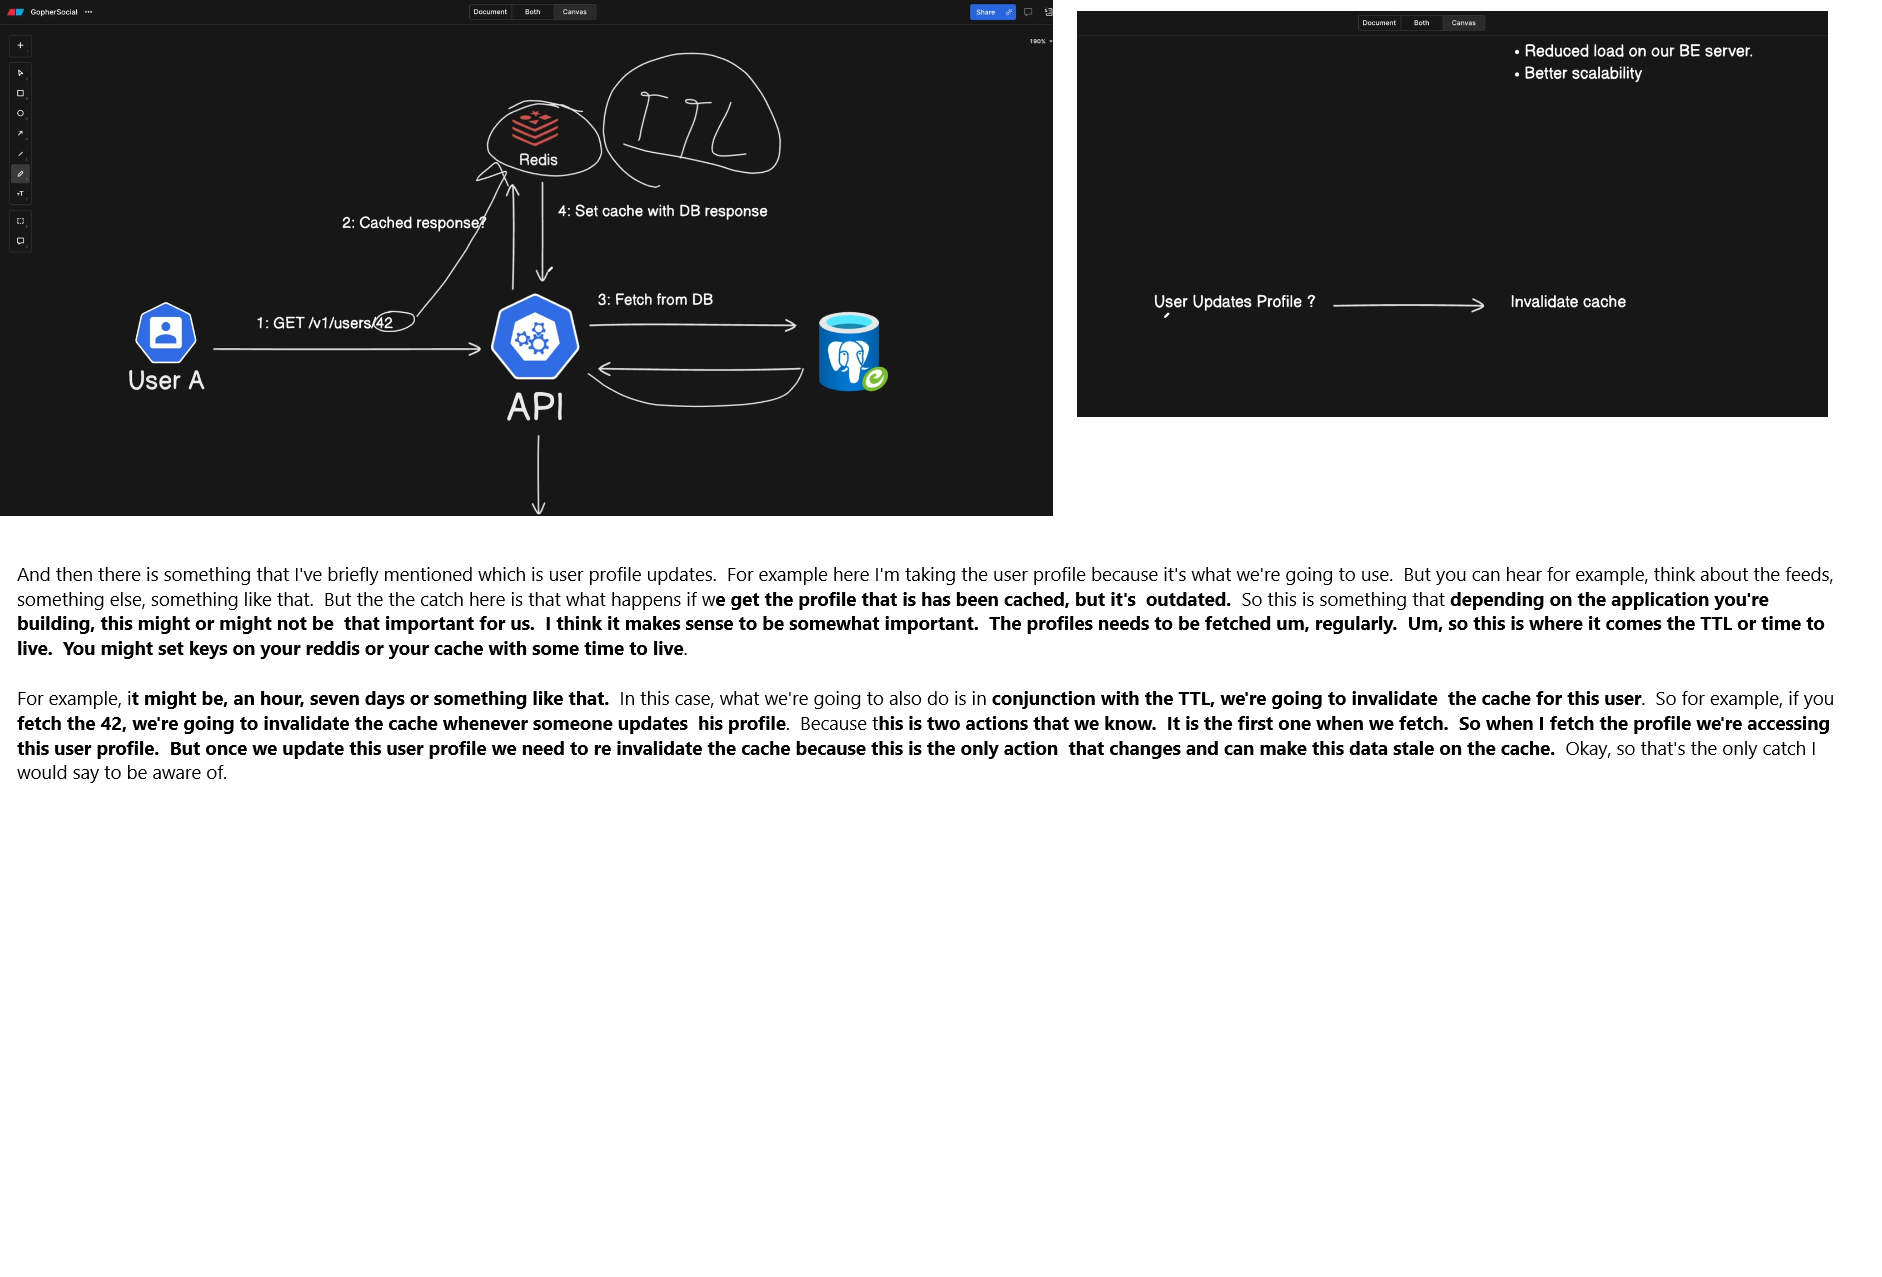 GopherSocial •••
Document Both Canvas
Share
190%
TTL
Redis
2: Cached response?
4: Set cache with DB response
3: Fetch from DB
1: GET /v1/users/42
User A
API
Document Both Canvas
• Reduced load on our BE server.
• Better scalability
User Updates Profile ?
Invalidate cache
And then there is something that I've briefly mentioned which is user profile updates. For example here I'm taking the user profile because it's what we're going to use. But you can hear for example, think about the feeds,
something else, something like that. But the the catch here is that what happens if we get the profile that is has been cached, but it's outdated. So this is something that depending on the application you're
building, this might or might not be that important for us. I think it makes sense to be somewhat important. The profiles needs to be fetched um, regularly. Um, so this is where it comes the TTL or time to
live. You might set keys on your reddis or your cache with some time to live.
For example, it might be, an hour, seven days or something like that. In this case, what we're going to also do is in conjunction with the TTL, we're going to invalidate the cache for this user. So for example, if you
fetch the 42, we're going to invalidate the cache whenever someone updates his profile. Because this is two actions that we know. It is the first one when we fetch. So when I fetch the profile we're accessing
this user profile. But once we update this user profile we need to re invalidate the cache because this is the only action that changes and can make this data stale on the cache. Okay, so that's the only catch I
would say to be aware of.